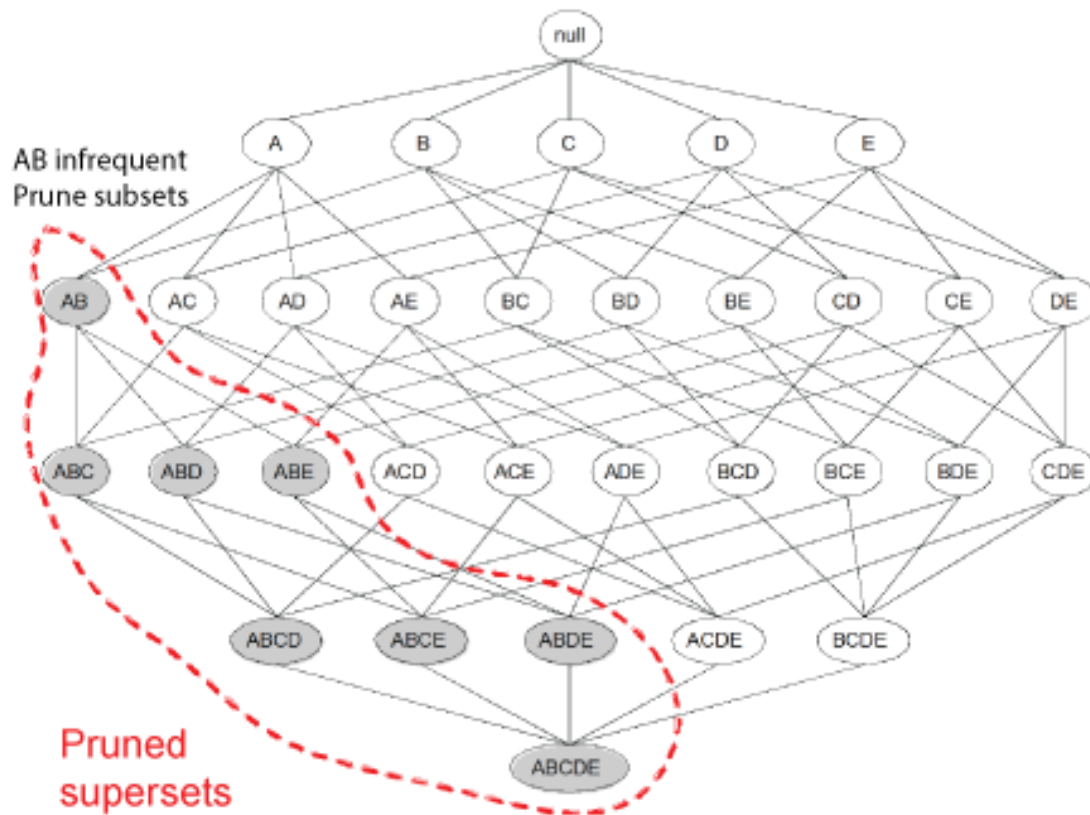 null
A B C D E
AB infrequent
Prune subsets
AB AC AD AE BC BD BE CD CE DE
ABC ABD ABE ACD ACE ADE BCD BCE BDE CDE
ABCD ABCE ABDE ACDE BCDE
Pruned
supersets
ABCDE